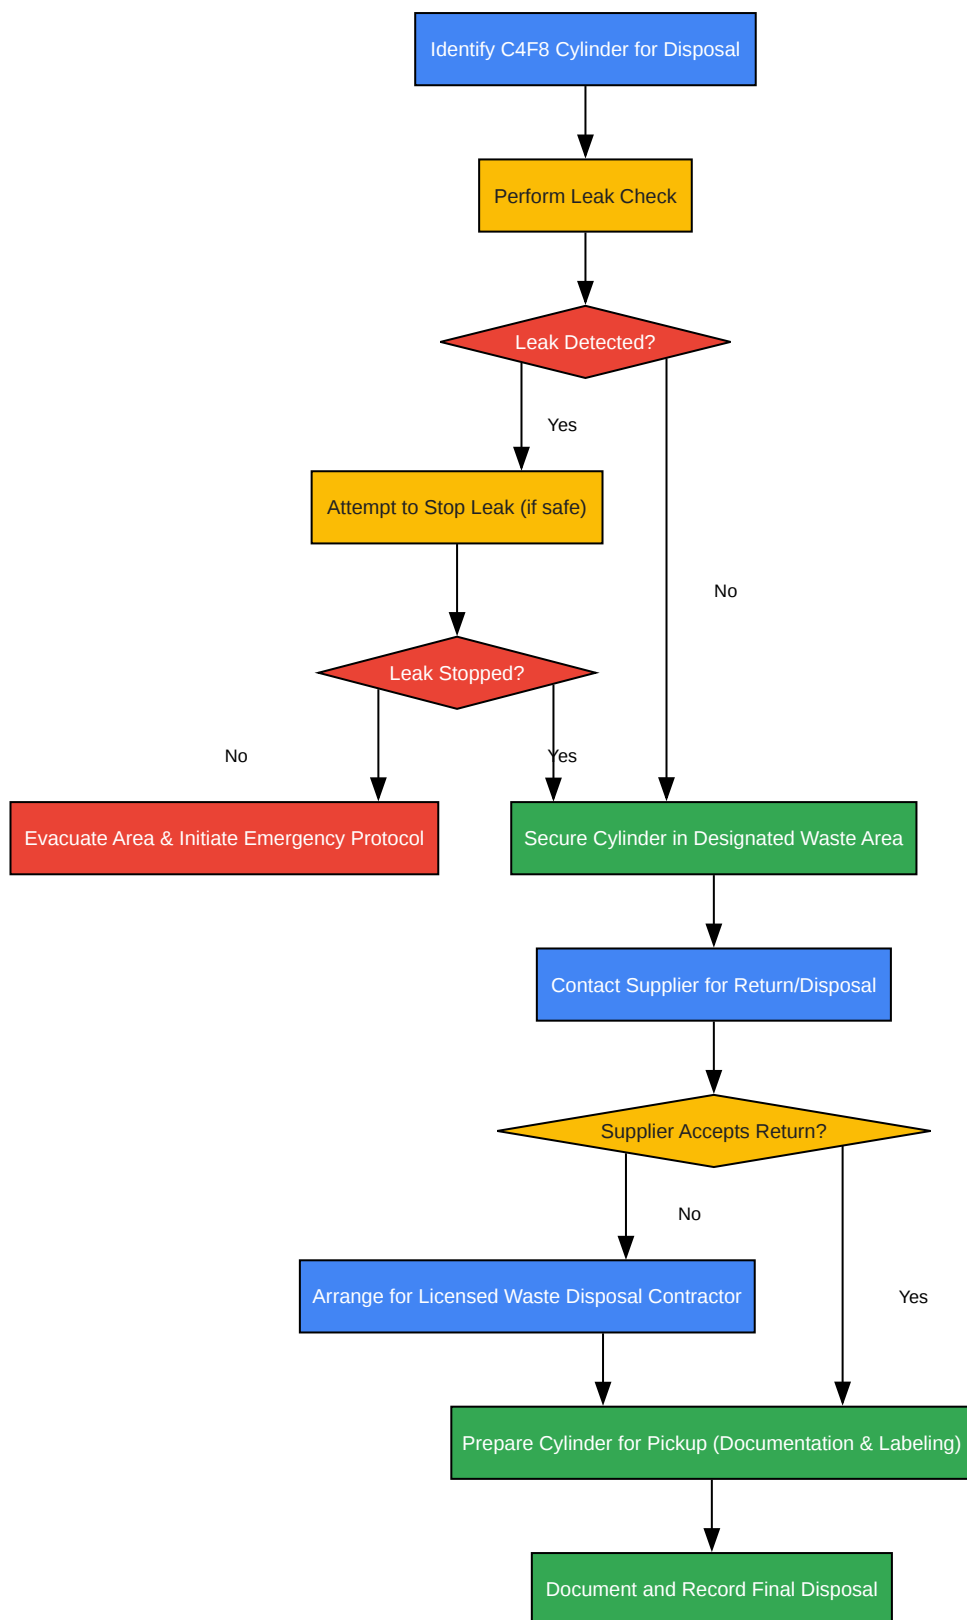 Identify C4F8 Cylinder for Disposal
Perform Leak Check
Leak Detected?
Yes
Attempt to Stop Leak (if safe)
No
Leak Stopped?
No
Yes
Evacuate Area & Initiate Emergency Protocol
Secure Cylinder in Designated Waste Area
Contact Supplier for Return/Disposal
Supplier Accepts Return?
No
Arrange for Licensed Waste Disposal Contractor
Yes
Prepare Cylinder for Pickup (Documentation & Labeling)
Document and Record Final Disposal